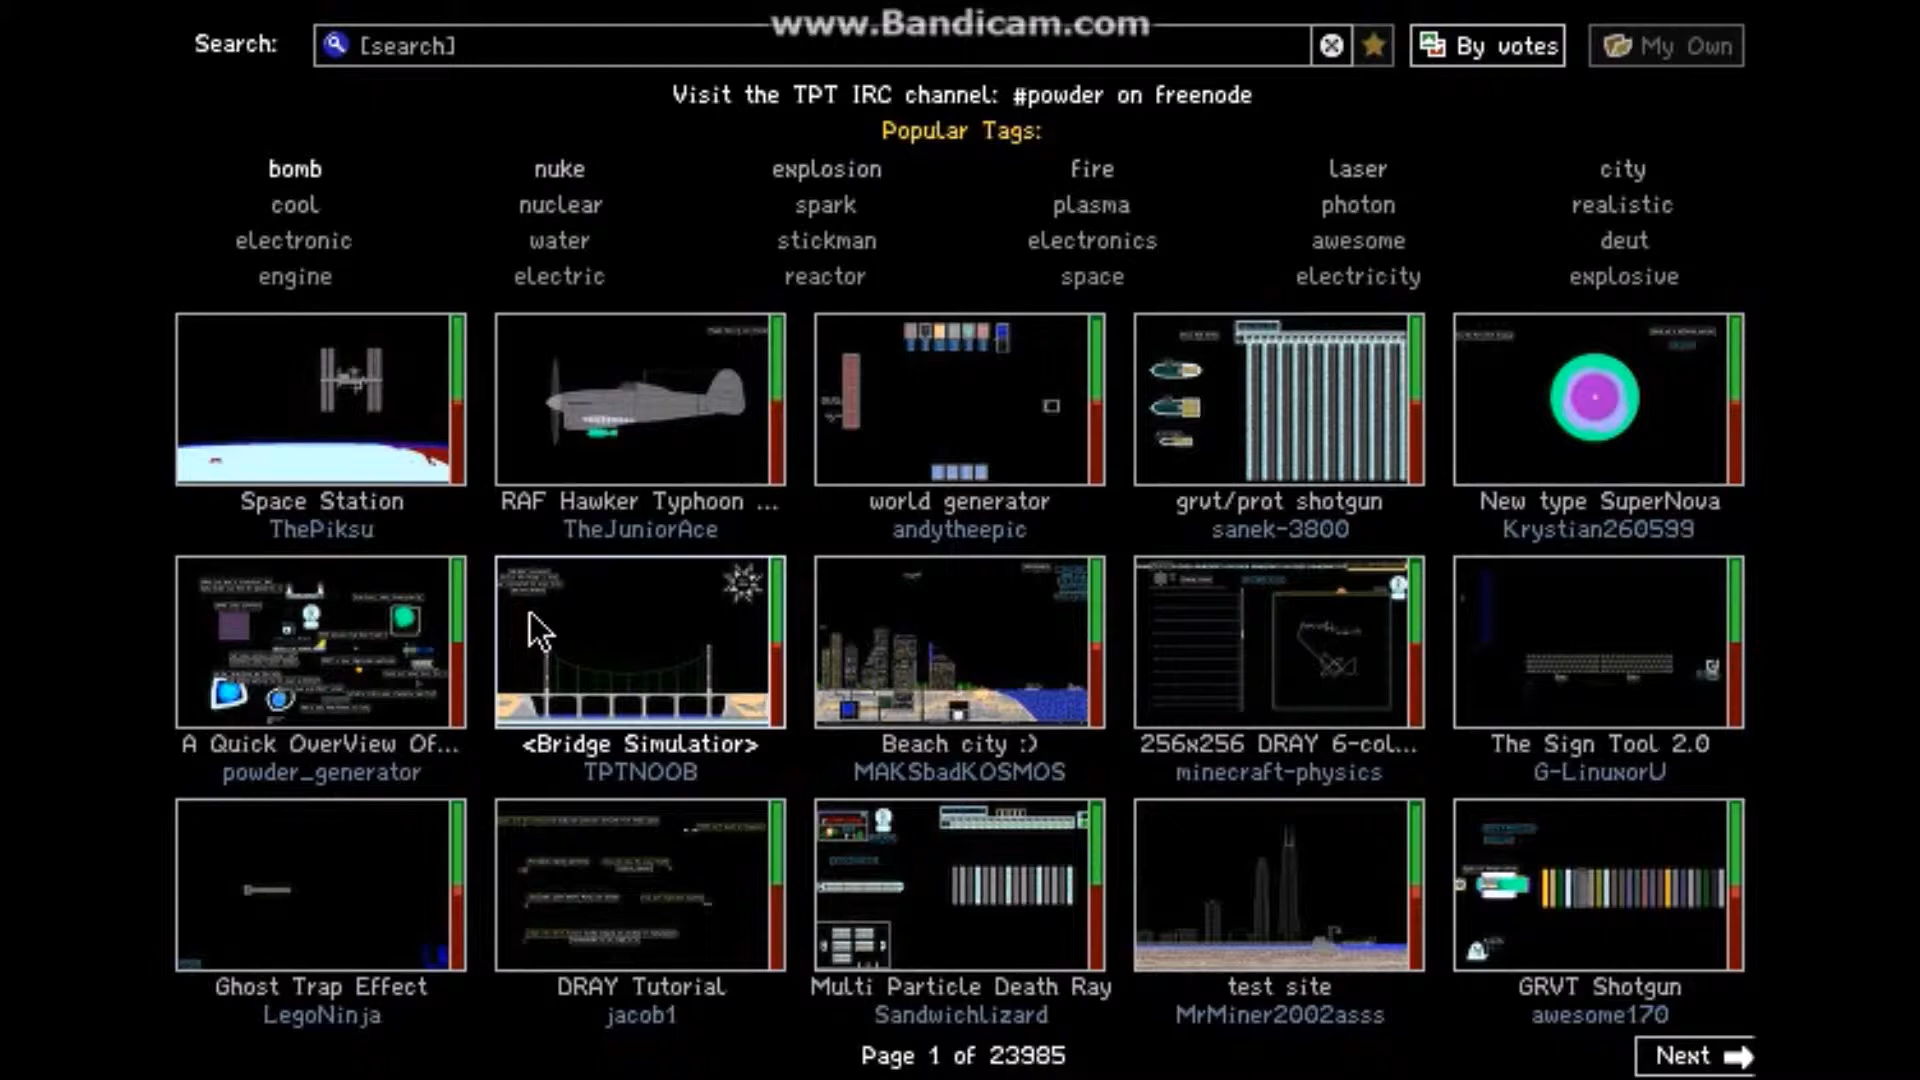 www.Bandicam.com
Search: [search] By votes My Own
Visit the TPT IRC channel: #powder on freenode
Popular Tags:
bomb nuke explosion fire laser city
cool nuclear spark plasma photon realistic
electronic water stickman electronics awesome deut
engine electric reactor space electricity explosive
Space Station RAF Hawker Typhoon ... world generator grvt/prot shotgun New type SuperNova
ThePiksu TheJuniorAce andytheepic sanek-3800 Krystian260599
A Quick OverView Of... <Bridge Simulatior> Beach city :) 256x256 DRAY 6-col... The Sign Tool 2.0
powder_generator TPTNOOB MAKSbadKOSMOS minecraft-physics G-LinuxorU
Ghost Trap Effect DRAY Tutorial Multi Particle Death Ray test site GRVT Shotgun
LegoNinja jacob1 Sandwichlizard MrMiner2002asss awesome170
Page 1 of 23985
Next